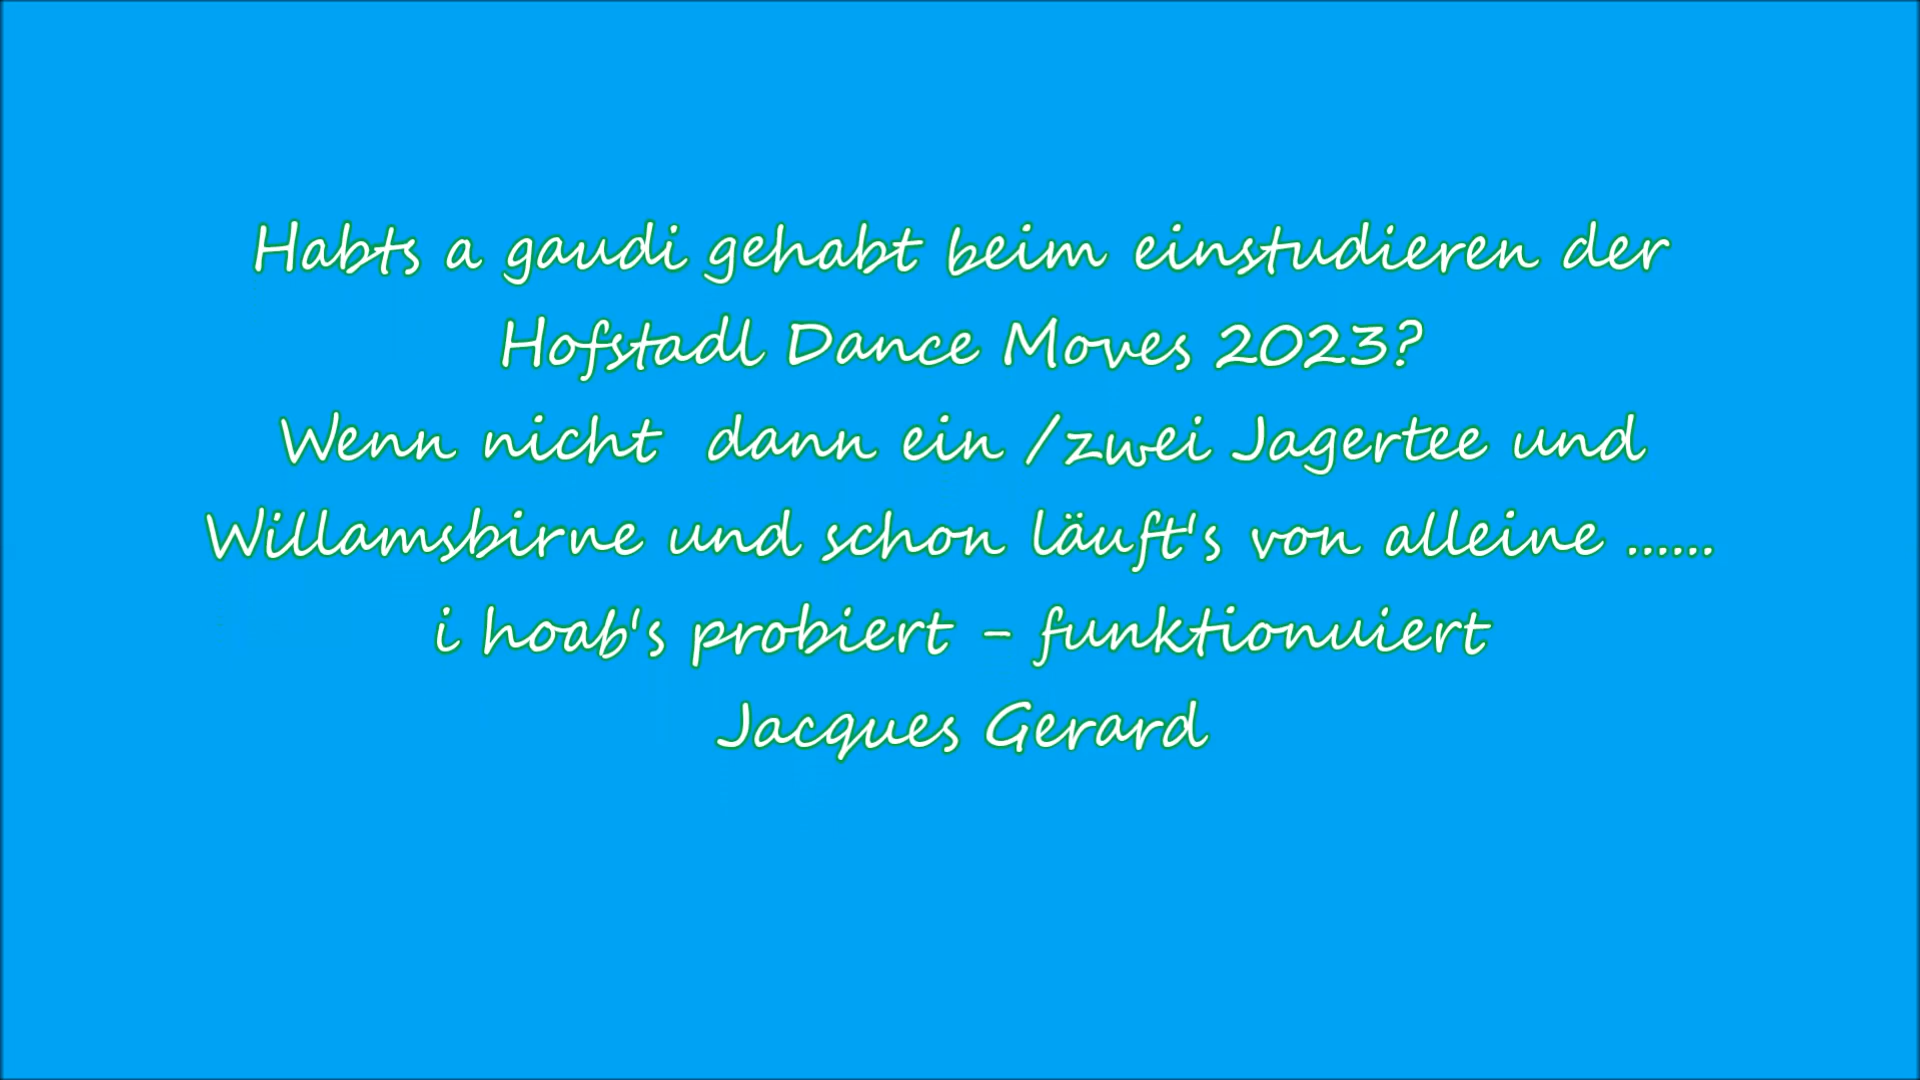 Habts a gaudi gehabt beim einstudieren der
Hofstadl Dance Moves 2023?
Wenn nicht  dann ein /zwei Jagertee und
Willamsbirne und schon läuft's von alleine ......
i hoab's probiert - funktionuiert
Jacques Gerard